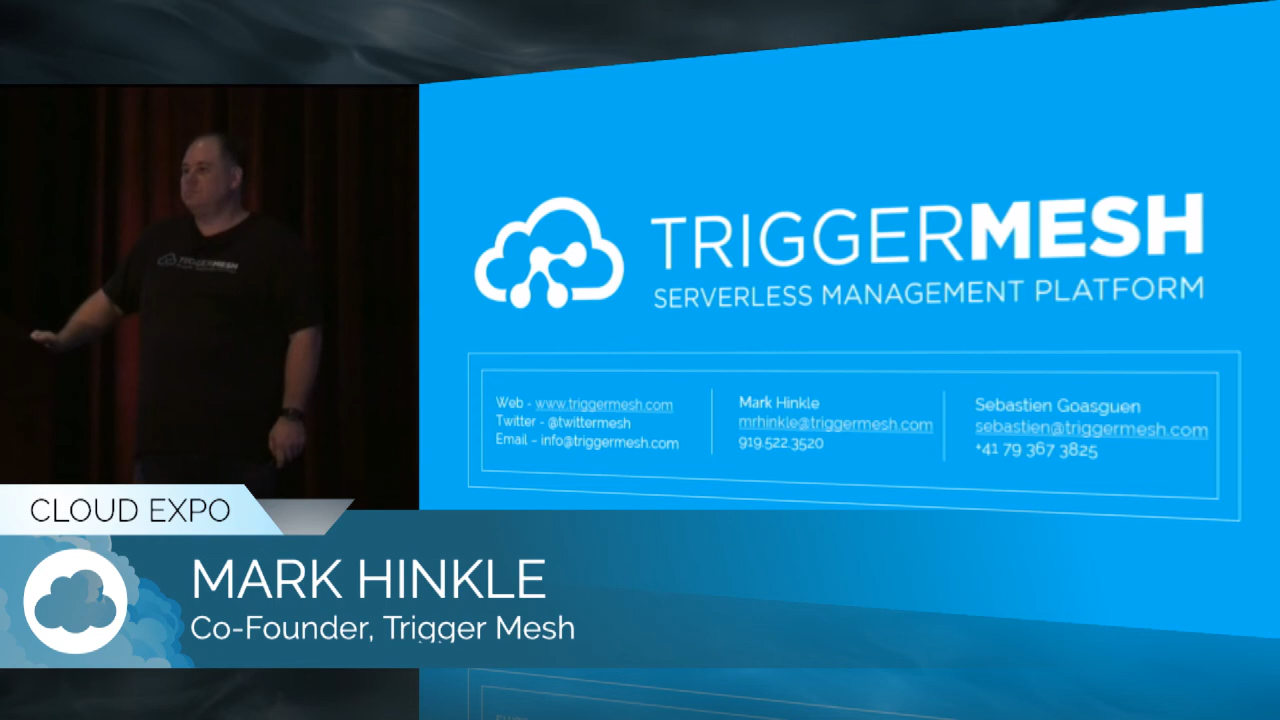 TRIGGERMESH
SERVERLESS MANAGEMENT PLATFORM
TRIGGERMESH
Web - www.triggermesh.com
Twitter - @twittermesh
Email – info@triggermesh.com
Mark Hinkle
mrhinkle@triggermesh.com
919.522.3520
Sebastien Goasguen
sebastien@triggermesh.com
+41 79 367 3825
CLOUD EXPO
MARK HINKLE
Co-Founder, Trigger Mesh